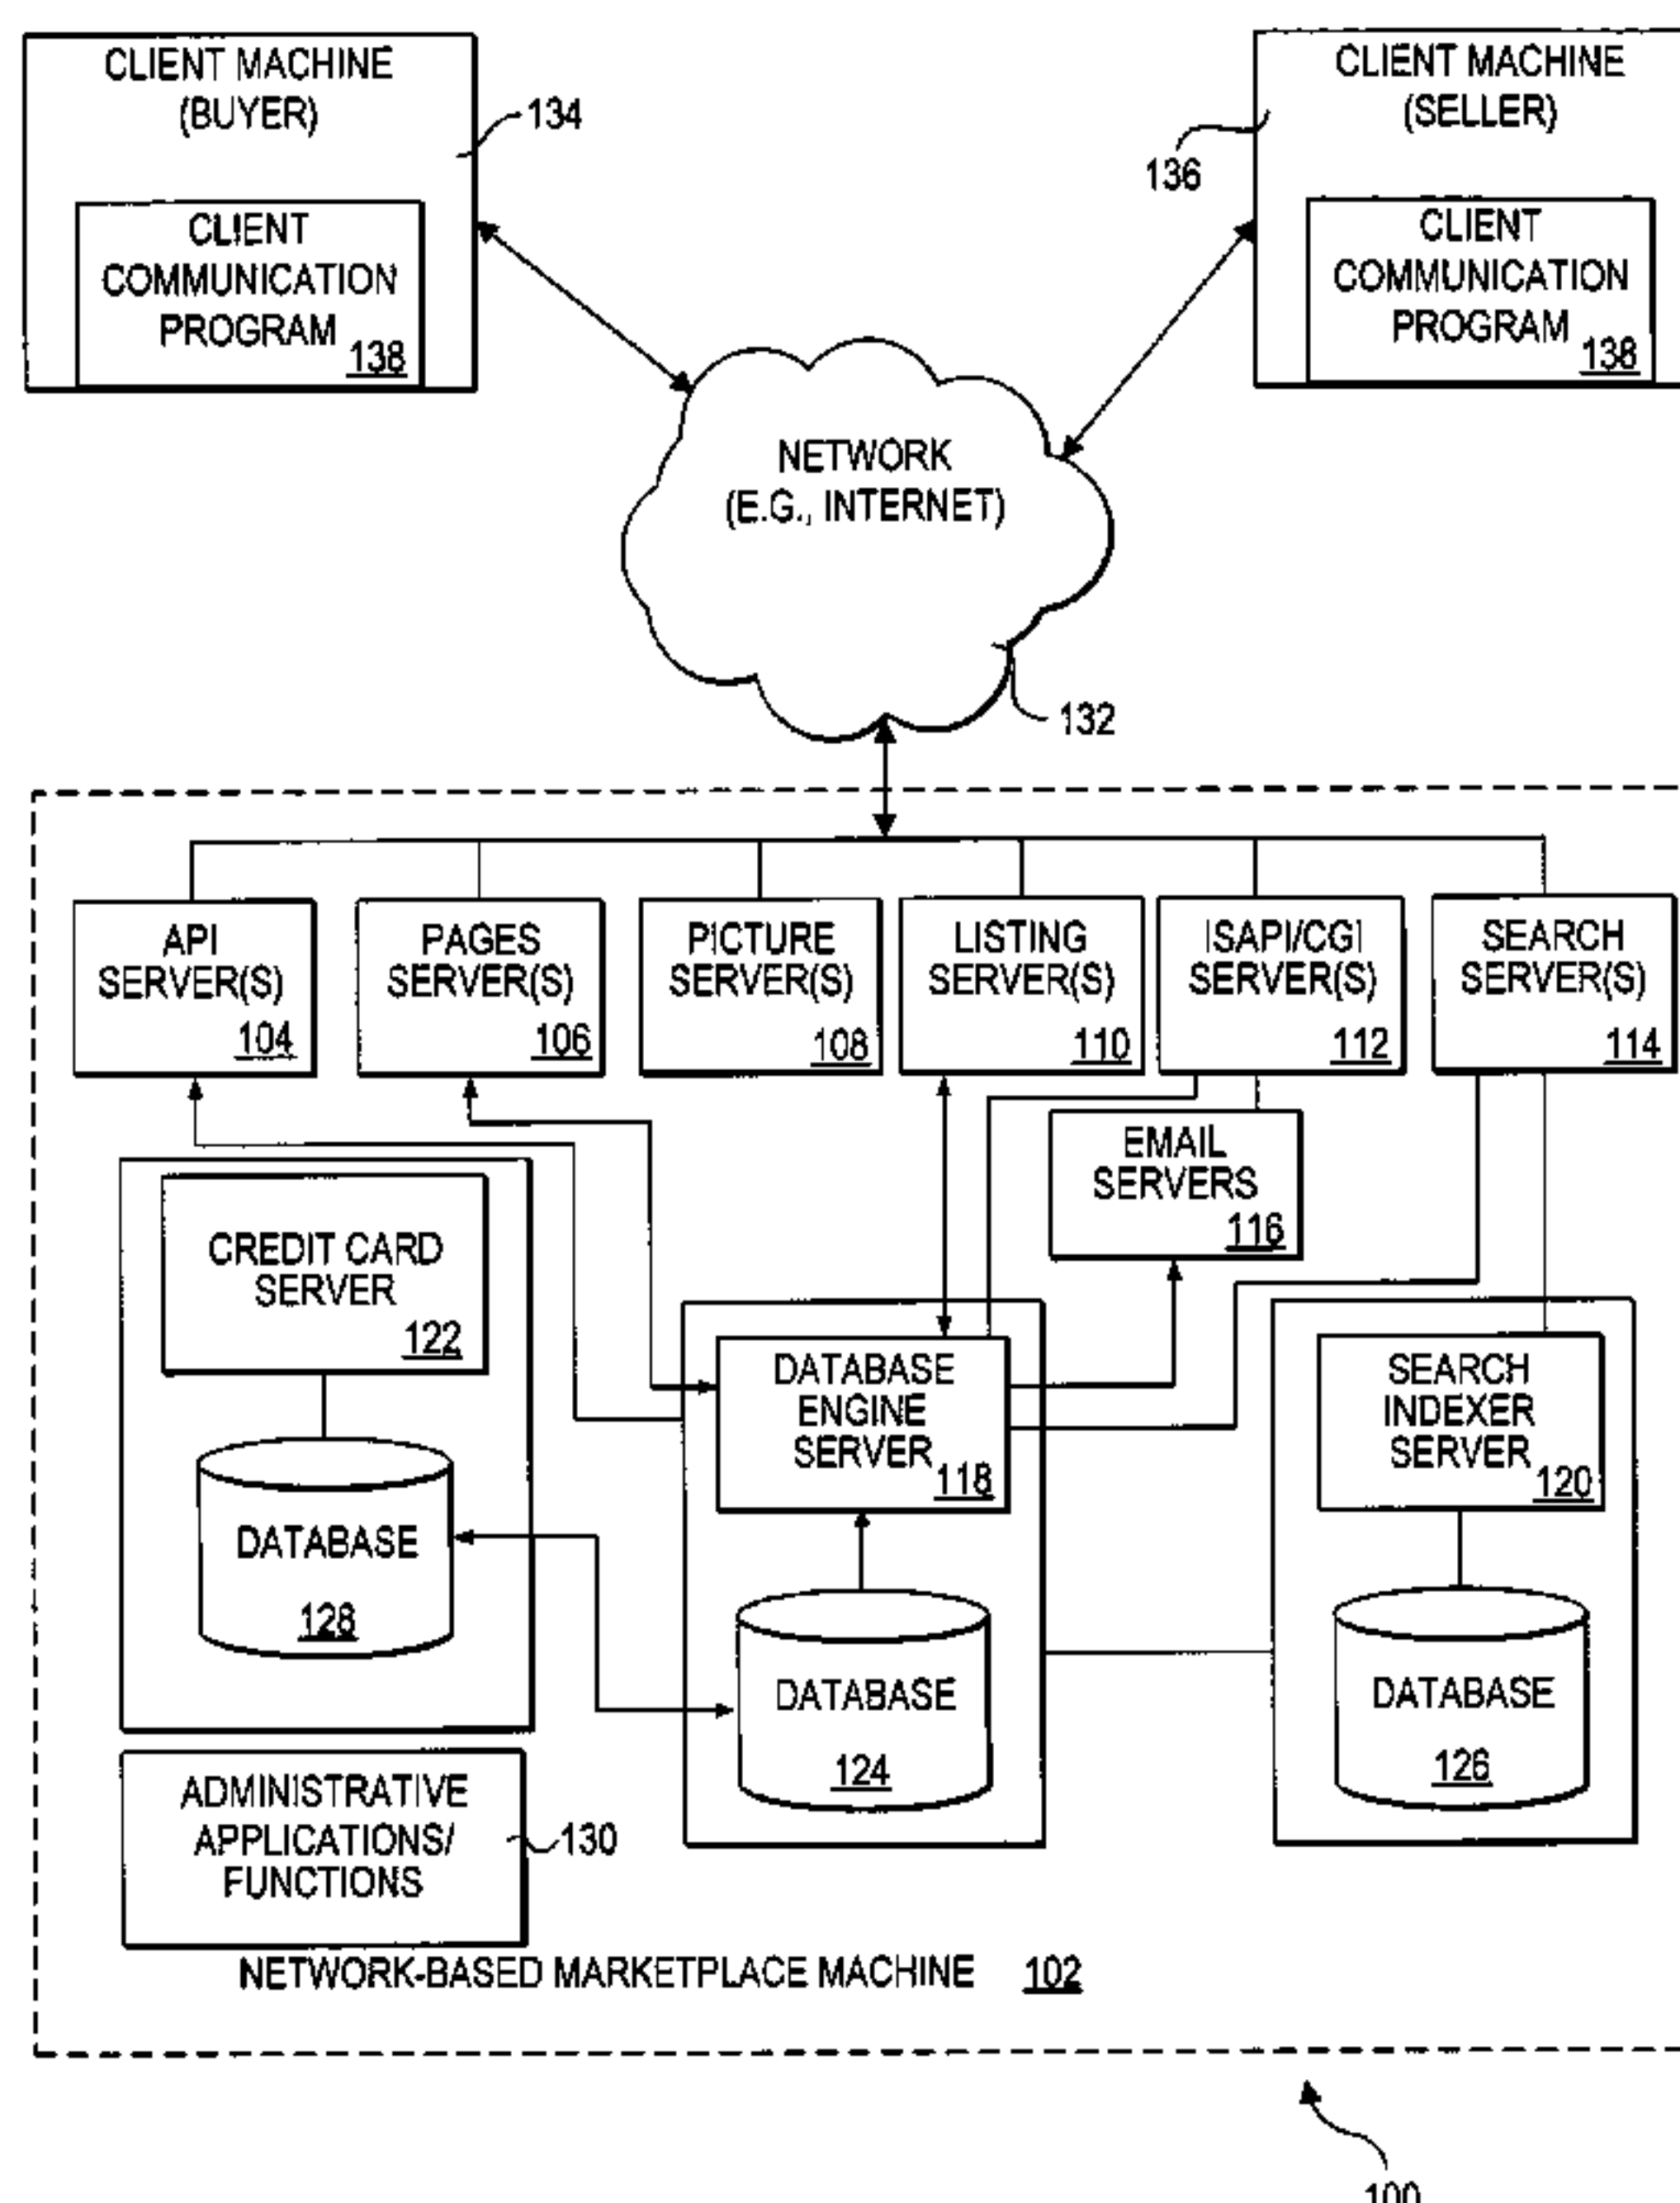 CLIENT MACHINE
(BUYER)
134
CLIENT
COMMUNICATION
PROGRAM
138
CLIENT MACHINE
(SELLER)
136
CLIENT
COMMUNICATION
PROGRAM
138
NETWORK
(E.G., INTERNET)
132
API
SERVER(S)
104
PAGES
SERVER(S)
106
PICTURE
SERVER(S)
108
LISTING
SERVER(S)
110
ISAPI/CGI
SERVER(S)
112
SEARCH
SERVER(S)
114
EMAIL
SERVERS
116
CREDIT CARD
SERVER
122
DATABASE
128
DATABASE
ENGINE
SERVER
118
DATABASE
124
SEARCH
INDEXER
SERVER
120
DATABASE
126
ADMINISTRATIVE
APPLICATIONS/
FUNCTIONS
130
NETWORK-BASED MARKETPLACE MACHINE 102
100